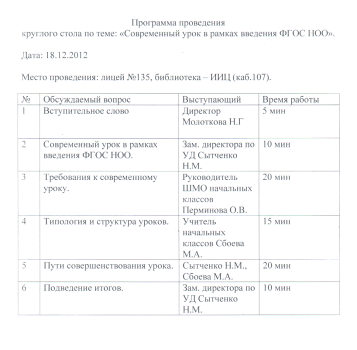 Программа проведения
круглого стола по теме: «Современный урок в рамках введения ФГОС НОО».
Дата: 18.12.2012
Место проведения: лицей №135, библиотека – ИИЦ (каб.107).
№ Обсуждаемый вопрос Выступающий Время работы
1 Вступительное слово Директор Молоткова Н.Г 5 мин
2 Современный урок в рамках введения ФГОС НОО. Зам. директора по УД Сытченко Н.М. 10 мин
3 Требования к современному уроку. Руководитель ШМО начальных классов Перминова О.В. 20 мин
4 Типология и структура уроков. Учитель начальных классов Сбоева М.А. 15 мин
5 Пути совершенствования урока. Сытченко Н.М., Сбоева М.А. 20 мин
6 Подведение итогов. Зам. директора по УД Сытченко Н.М. 10 мин